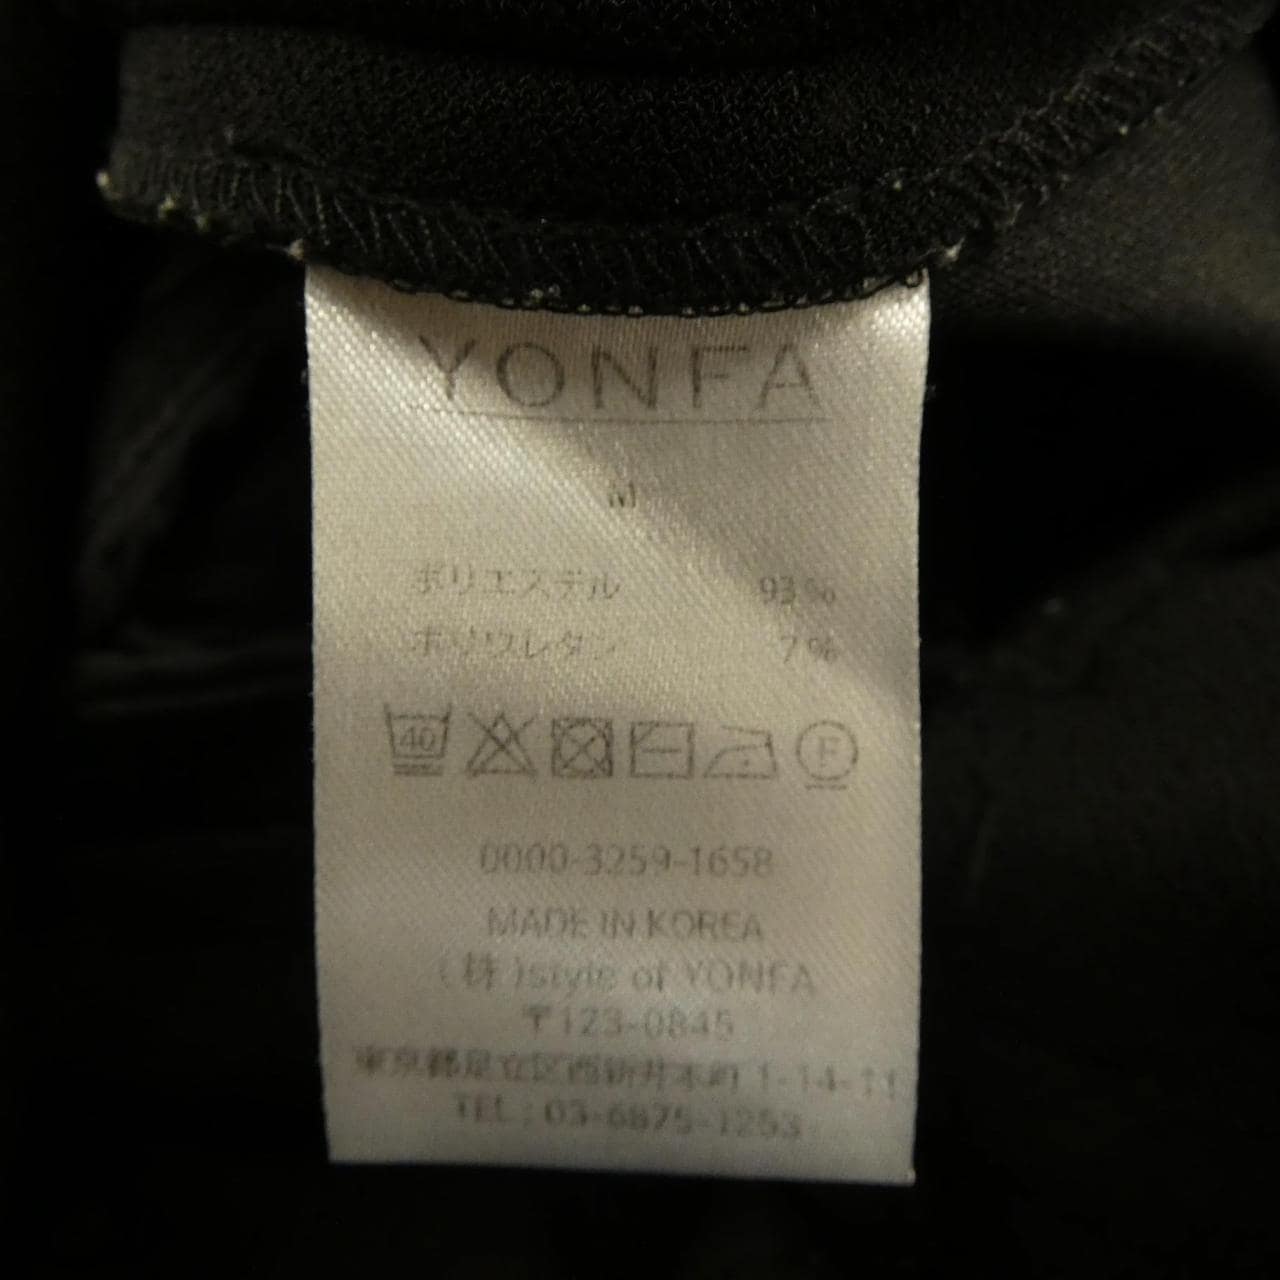 YONFA
M
ポリエステル 93%
ポリウレタン 7%
40 F
0000-3259-1658
MADE IN KOREA
(株)style of YONFA
〒123-0845
東京都足立区西新井本町 1-14-11
TEL : 03-6875-1253